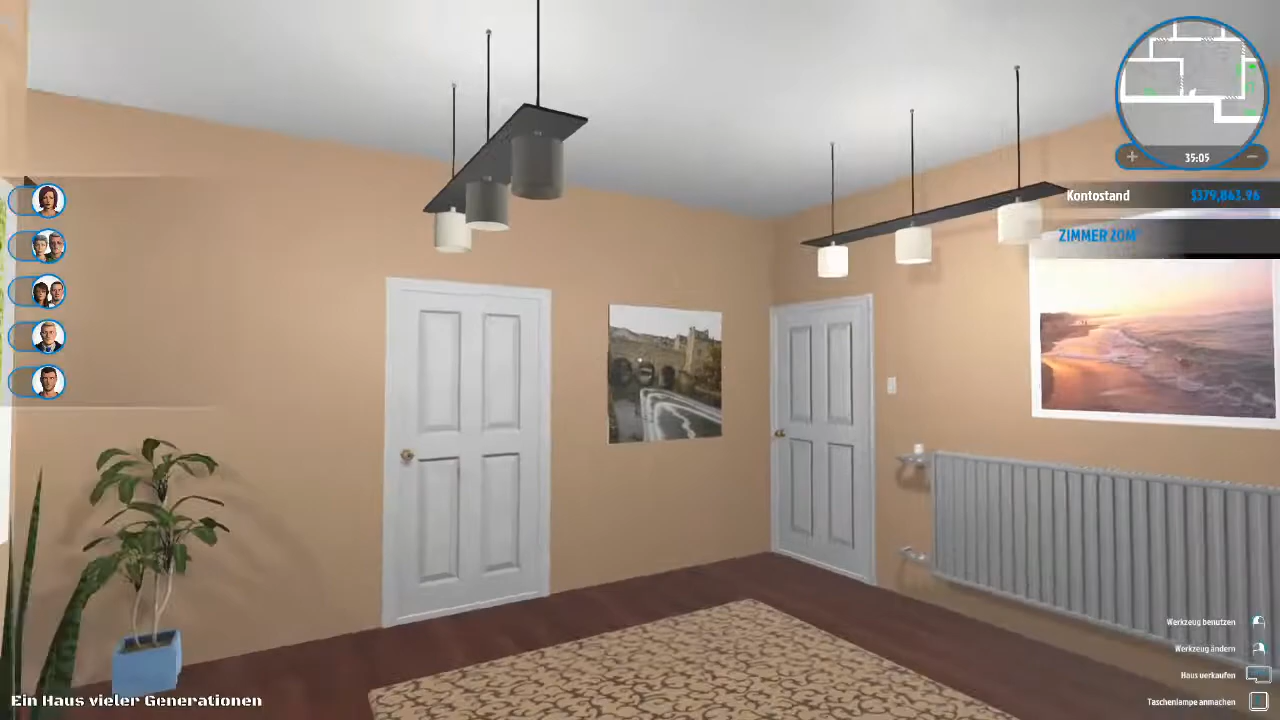 35:05
Kontostand $379,863.96
ZIMMER 20M²
Werkzeug benutzen
Werkzeug ändern
Haus verkaufen
Taschenlampe anmachen
Ein Haus vieler Generationen